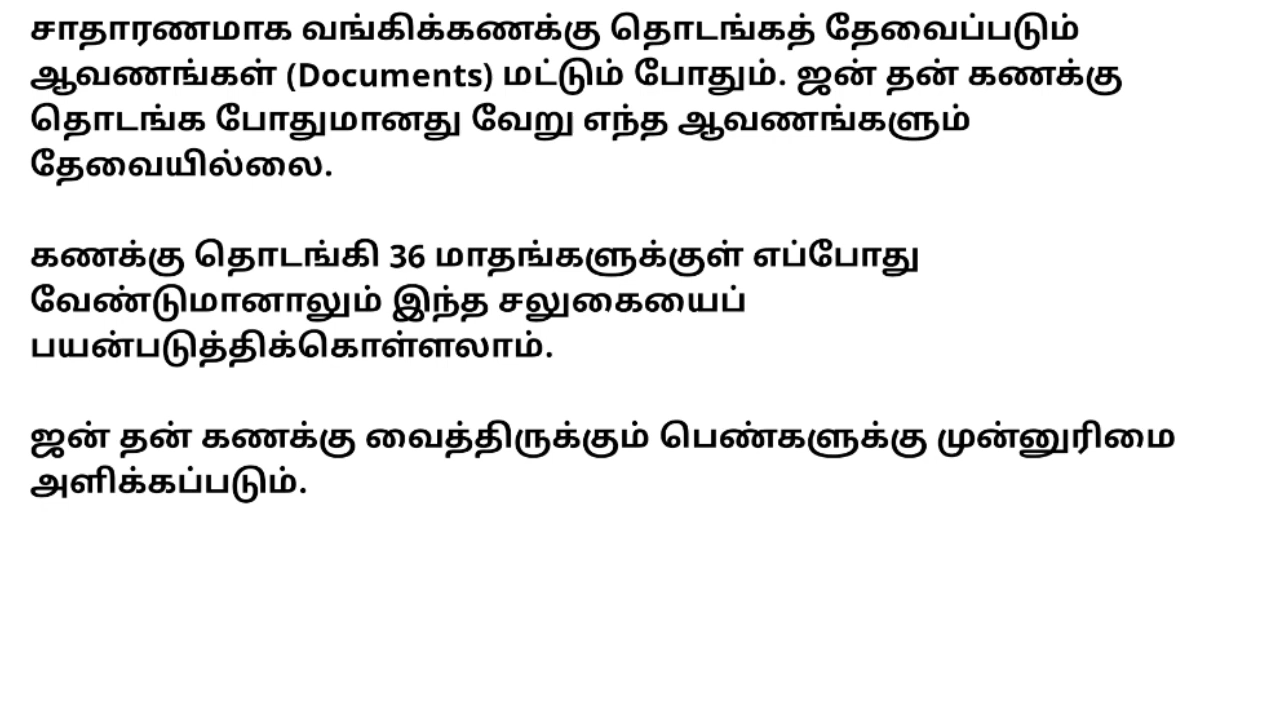 சாதாரணமாக வங்கிக்கணக்கு தொடங்கத் தேவைப்படும்
ஆவணங்கள் (Documents) மட்டும் போதும். ஜன் தன் கணக்கு
தொடங்க போதுமானது வேறு எந்த ஆவணங்களும்
தேவையில்லை.
கணக்கு தொடங்கி 36 மாதங்களுக்குள் எப்போது
வேண்டுமானாலும் இந்த சலுகையைப்
பயன்படுத்திக்கொள்ளலாம்.
ஜன் தன் கணக்கு வைத்திருக்கும் பெண்களுக்கு முன்னுரிமை
அளிக்கப்படும்.